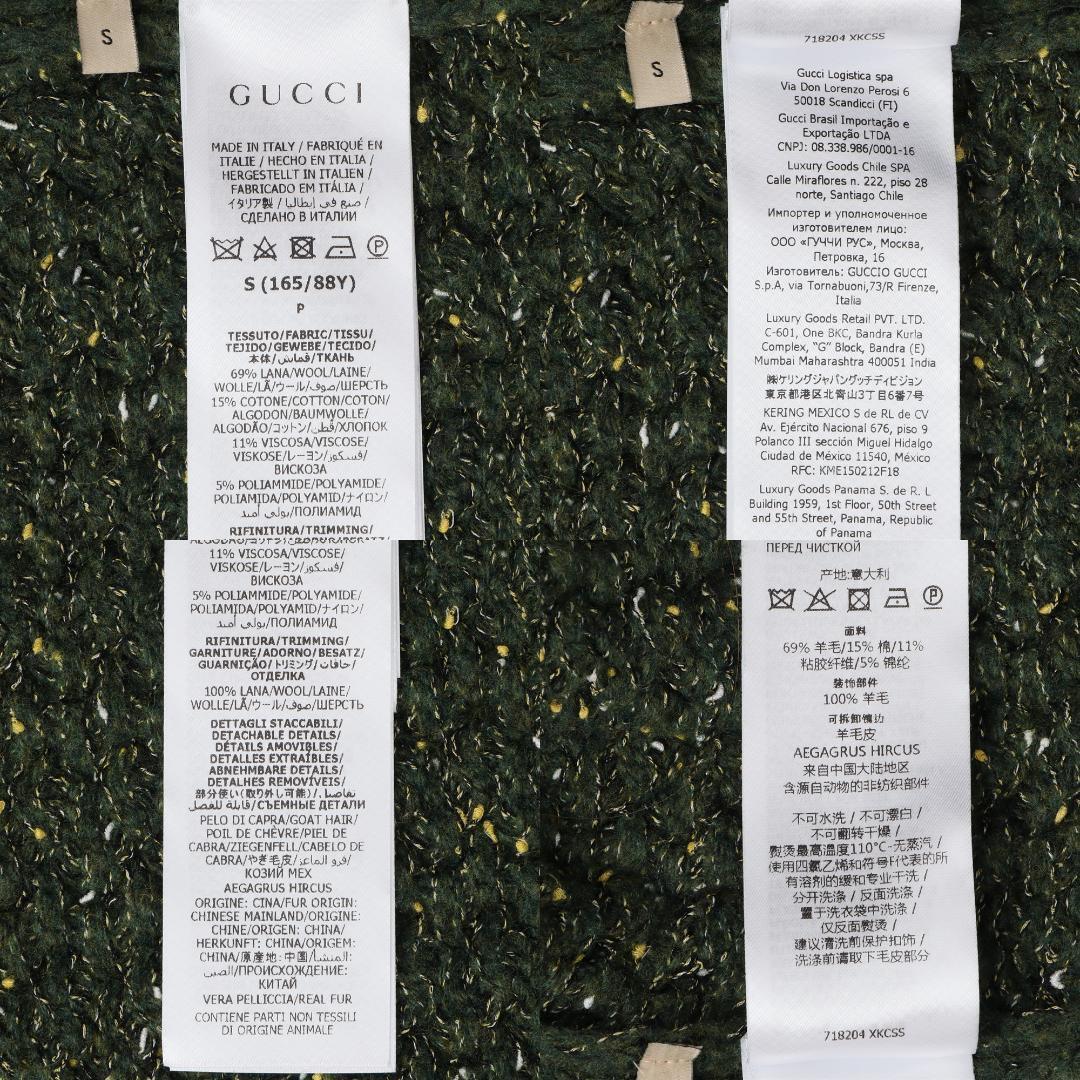 S
GUCCI
MADE IN ITALY / FABRIQUÉ EN
ITALIE / HECHO EN ITALIA /
HERGESTELLT IN ITALIEN /
FABRICADO EM ITÁLIA /
イタリア製 / صنع في إيطاليا /
СДЕЛАНО В ИТАЛИИ
P
S (165/88Y)
P
TESSUTO/FABRIC/TISSU/
TEJIDO/GEWEBE/TECIDO/
本体/قماش/ТКАНЬ
69% LANA/WOOL/LAINE/
WOLLE/LÃ/ウール/صوف/ШЕРСТЬ
15% COTONE/COTTON/COTON/
ALGODON/BAUMWOLLE/
ALGODÃO/コットン/قطن/ХЛОПОК
11% VISCOSA/VISCOSE/
VISKOSE/レーヨン/فسكوز/
ВИСКОЗА
5% POLIAMMIDE/POLYAMIDE/
POLIAMIDA/POLYAMID/ナイロン/
بولي أميد/ПОЛИАМИД
RIFINITURA/TRIMMING/
S
718204 XKCSS
Gucci Logistica spa
Via Don Lorenzo Perosi 6
50018 Scandicci (FI)
Gucci Brasil Importação e
Exportação LTDA
CNPJ: 08.338.986/0001-16
Luxury Goods Chile SPA
Calle Miraflores n. 222, piso 28
norte, Santiago Chile
Импортер и уполномоченное
изготовителем лицо:
ООО «ГУЧЧИ РУС», Москва,
Петровка, 16
Изготовитель: GUCCIO GUCCI
S.p.A, via Tornabuoni,73/R Firenze,
Italia
Luxury Goods Retail PVT. LTD.
C-601, One BKC, Bandra Kurla
Complex, “G” Block, Bandra (E)
Mumbai Maharashtra 400051 India
㈱ケリングジャパングッチディビジョン
東京都港区北青山3丁目6番7号
KERING MEXICO S de RL de CV
Av. Ejército Nacional 676, piso 9
Polanco III sección Miguel Hidalgo
Ciudad de México 11540, México
RFC: KME150212F18
Luxury Goods Panama S. de R. L
Building 1959, 1st Floor, 50th Street
and 55th Street, Panama, Republic
of Panama
11% VISCOSA/VISCOSE/
VISKOSE/レーヨン/فسكوز/
ВИСКОЗА
5% POLIAMMIDE/POLYAMIDE/
POLIAMIDA/POLYAMID/ナイロン/
بولي أميد/ПОЛИАМИД
RIFINITURA/TRIMMING/
GARNITURE/ADORNO/BESATZ/
GUARNIÇÃO/トリミング/حافات/
ОТДЕЛКА
100% LANA/WOOL/LAINE/
WOLLE/LÃ/ウール/صوف/ШЕРСТЬ
DETTAGLI STACCABILI/
DETACHABLE DETAILS/
DÉTAILS AMOVIBLES/
DETALLES EXTRAÍBLES/
ABNEHMBARE DETAILS/
DETALHES REMOVÍVEIS/
部分使い(取り外し可能)/تفاصيل
قابلة للفصل/СЪЕМНЫЕ ДЕТАЛИ
PELO DI CAPRA/GOAT HAIR/
POIL DE CHÈVRE/PIEL DE
CABRA/ZIEGENFELL/CABELO DE
CABRA/やぎ毛皮/فرو الماعز/
КОЗИЙ МЕХ
AEGAGRUS HIRCUS
ORIGINE: CINA/FUR ORIGIN:
CHINESE MAINLAND/ORIGINE:
CHINE/ORIGEN: CHINA/
HERKUNFT: CHINA/ORIGEM:
CHINA/原産地: 中国/المنشأ:
الصين/ПРОИСХОЖДЕНИЕ:
КИТАЙ
VERA PELLICCIA/REAL FUR
CONTIENE PARTI NON TESSILI
DI ORIGINE ANIMALE
ПЕРЕД ЧИСТКОЙ
产地:意大利
P
面料
69% 羊毛/15% 棉/11%
粘胶纤维/5% 锦纶
装饰部件
100% 羊毛
可拆卸镶边
羊毛皮
AEGAGRUS HIRCUS
来自中国大陆地区
含源自动物的非纺织部件
不可水洗 / 不可漂白 /
不可翻转干燥 /
熨烫最高温度110°C-无蒸汽 /
使用四氯乙烯和符号F代表的所
有溶剂的缓和专业干洗 /
分开洗涤 / 反面洗涤 /
置于洗衣袋中洗涤 /
仅反面熨烫 /
建议清洗前保护扣饰 /
洗涤前请取下毛皮部分
718204 XKCSS